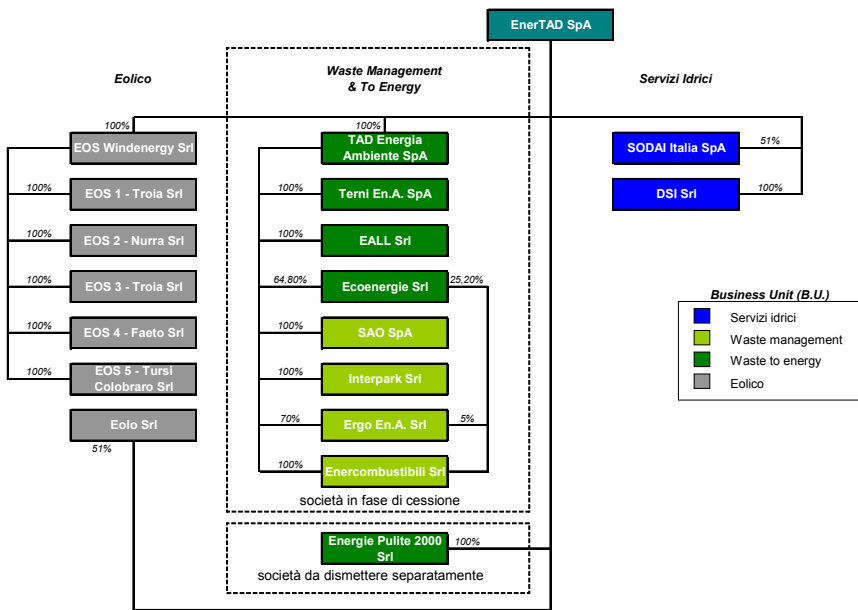 EnerTAD SpA
Eolico
Waste Management
& To Energy
Servizi Idrici
100%
100%
EOS Windenergy Srl
TAD Energia
Ambiente SpA
SODAI Italia SpA
51%
100%
EOS 1 - Troia Srl
100%
Terni En.A. SpA
DSI Srl
100%
100%
EOS 2 - Nurra Srl
100%
EALL Srl
100%
EOS 3 - Troia Srl
64,80%
Ecoenergie Srl
25,20%
100%
EOS 4 - Faeto Srl
100%
SAO SpA
100%
EOS 5 - Tursi
Colobraro Srl
100%
Interpark Srl
Eolo Srl
51%
70%
Ergo En.A. Srl
5%
100%
Enercombustibili Srl
società in fase di cessione
Energie Pulite 2000
Srl
100%
società da dismettere separatamente
Business Unit (B.U.)
Servizi idrici
Waste management
Waste to energy
Eolico